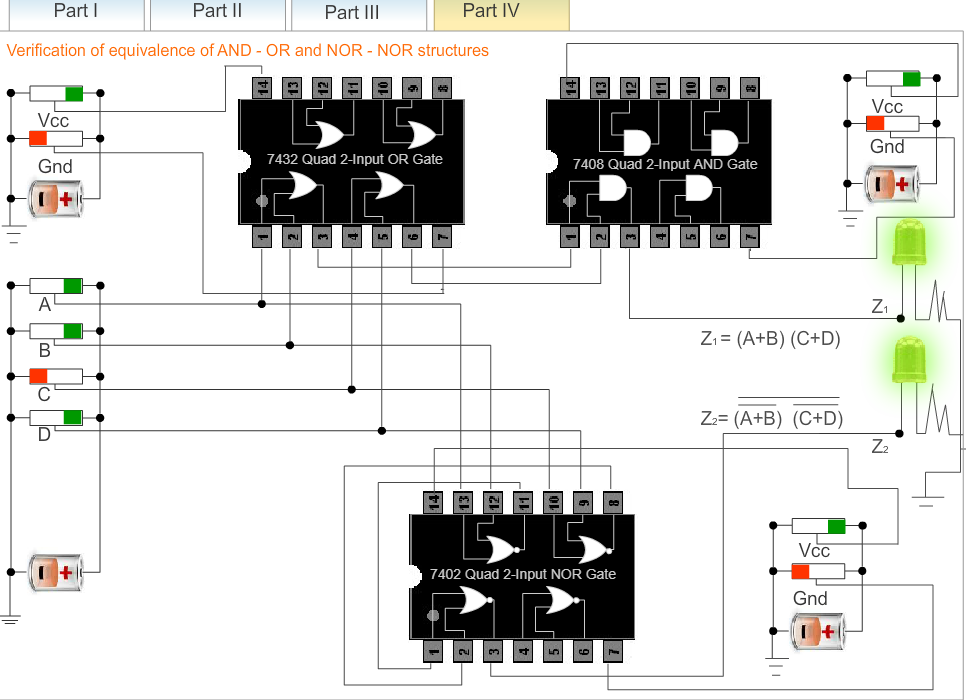 Part I Part II Part III Part IV
Verification of equivalence of AND - OR and NOR - NOR structures
14 13 12 11 10 9 8
14 13 12 11 10 9 8
Vcc
Vcc
Gnd
Gnd
7432 Quad 2-Input OR Gate
7408 Quad 2-Input AND Gate
1 2 3 4 5 6 7
1 2 3 4 5 6 7
A
B
C
D
Z₁
Z₁ = (A+B) (C+D)
Z₂= (A+B) (C+D)
Z₂
14 13 12 11 10 9 8
7402 Quad 2-Input NOR Gate
1 2 3 4 5 6 7
Vcc
Gnd